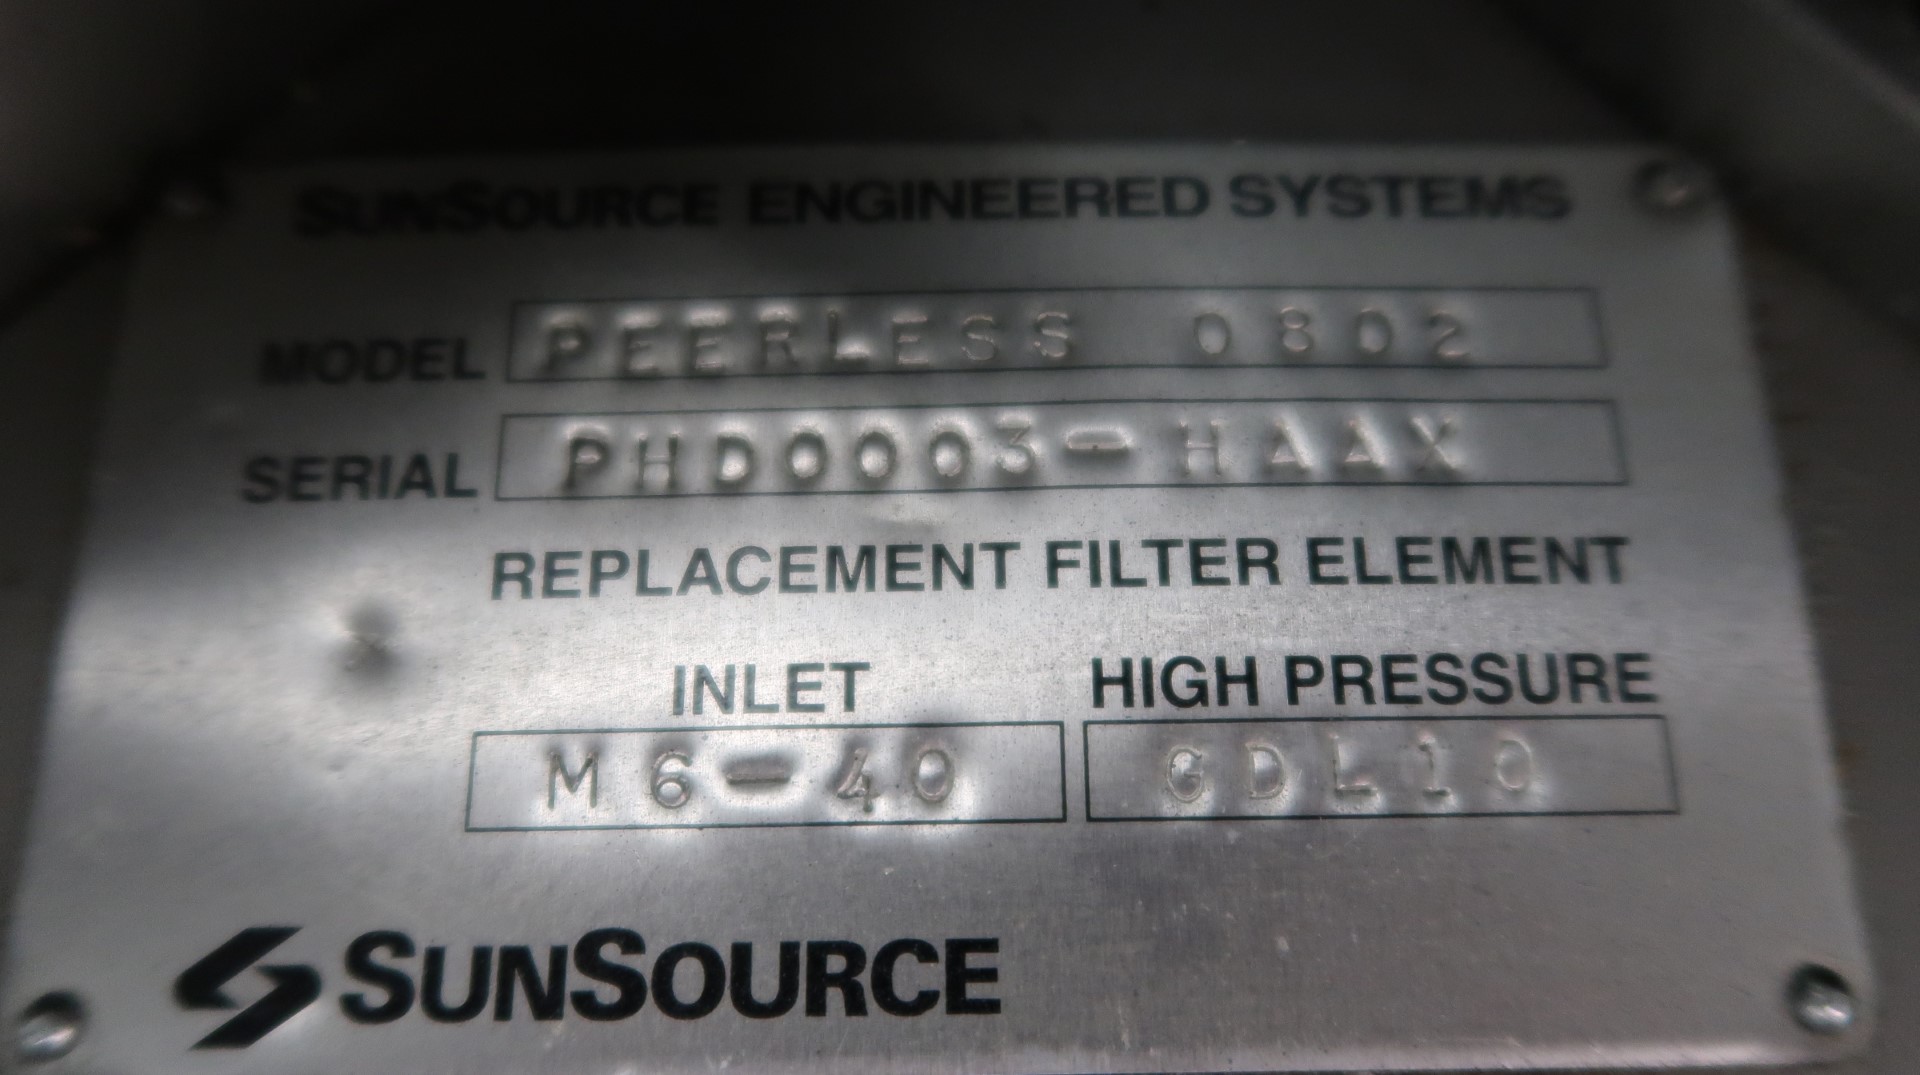 SUNSOURCE ENGINEERED SYSTEMS
MODEL PEERLESS 0802
SERIAL PHD0003-HAAX
REPLACEMENT FILTER ELEMENT
INLET HIGH PRESSURE
M6-40 GDL10
SUNSOURCE